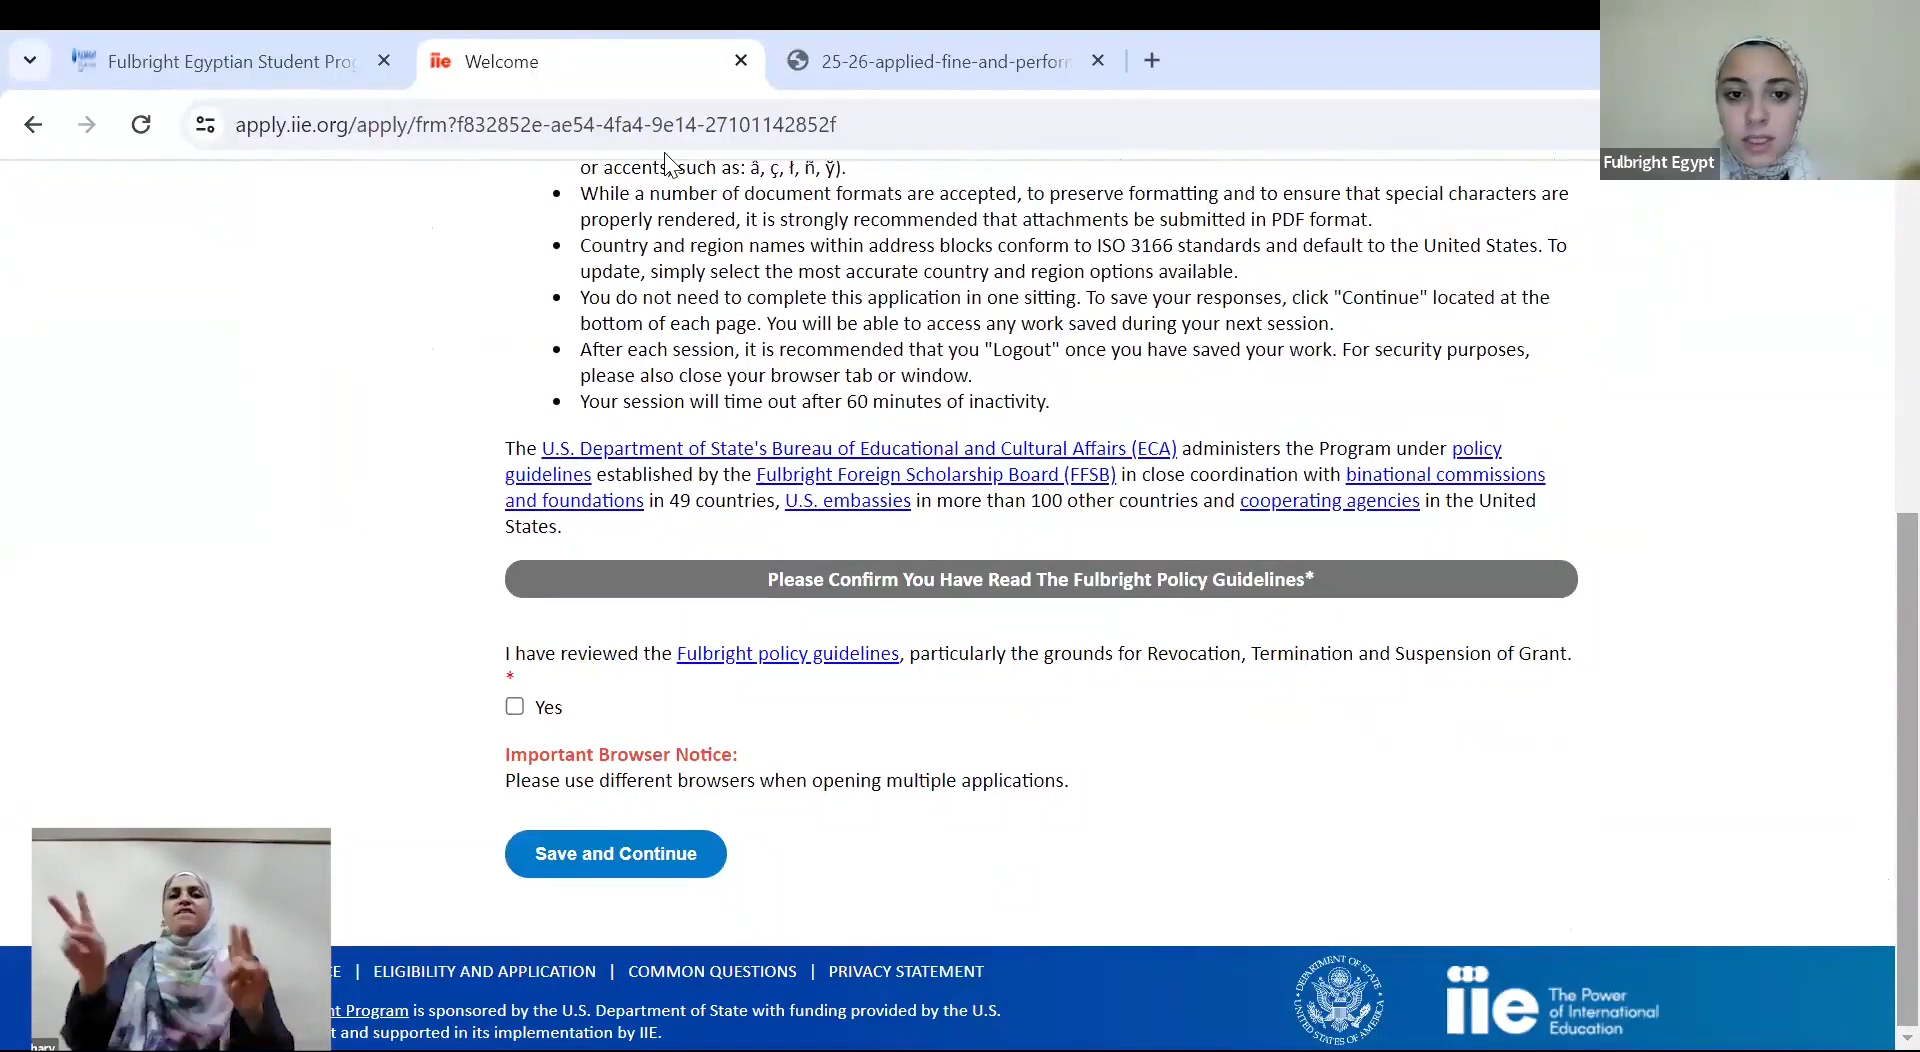 Fulbright Egyptian Student Pro
Welcome
25-26-applied-fine-and-perfor
apply.iie.org/apply/frm?f832852e-ae54-4fa4-9e14-27101142852f
Fulbright Egypt
or accents, such as: â, ç, ł, ñ, ỹ).
• While a number of document formats are accepted, to preserve formatting and to ensure that special characters are
properly rendered, it is strongly recommended that attachments be submitted in PDF format.
• Country and region names within address blocks conform to ISO 3166 standards and default to the United States. To
update, simply select the most accurate country and region options available.
• You do not need to complete this application in one sitting. To save your responses, click "Continue" located at the
bottom of each page. You will be able to access any work saved during your next session.
• After each session, it is recommended that you "Logout" once you have saved your work. For security purposes,
please also close your browser tab or window.
• Your session will time out after 60 minutes of inactivity.
The U.S. Department of State's Bureau of Educational and Cultural Affairs (ECA) administers the Program under policy
guidelines established by the Fulbright Foreign Scholarship Board (FFSB) in close coordination with binational commissions
and foundations in 49 countries, U.S. embassies in more than 100 other countries and cooperating agencies in the United
States.
Please Confirm You Have Read The Fulbright Policy Guidelines*
I have reviewed the Fulbright policy guidelines, particularly the grounds for Revocation, Termination and Suspension of Grant.
*
Yes
Important Browser Notice:
Please use different browsers when opening multiple applications.
Save and Continue
CE | ELIGIBILITY AND APPLICATION | COMMON QUESTIONS | PRIVACY STATEMENT
nt Program is sponsored by the U.S. Department of State with funding provided by the U.S.
t and supported in its implementation by IIE.
DEPARTMENT OF STATE
UNITED STATES OF AMERICA
iie
The Power
of International
Education
hary